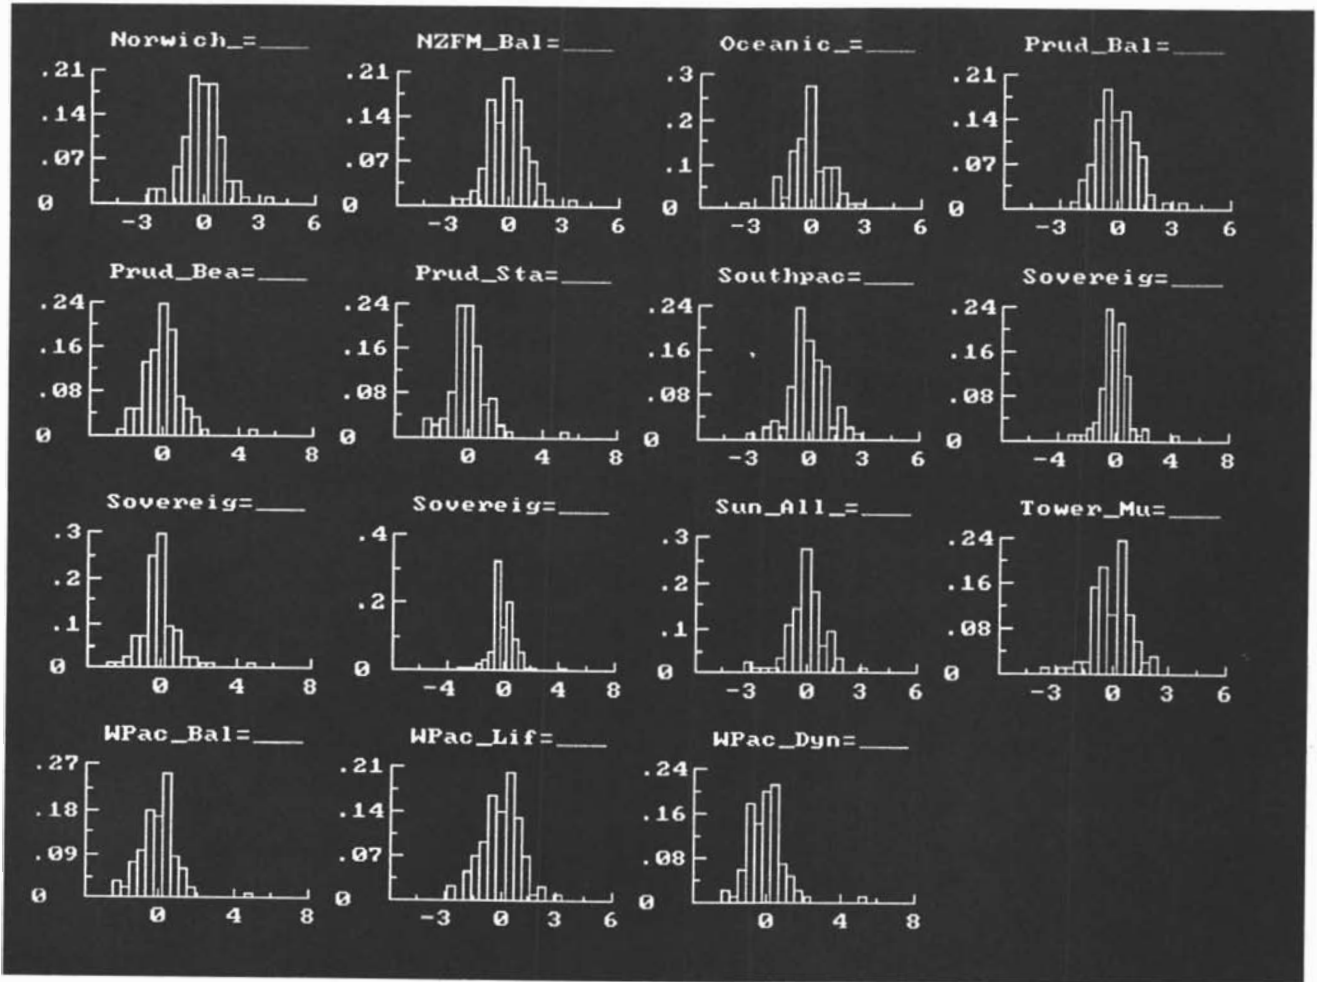 Norwich_=____ NZFM_Bal=____ Oceanic_=____ Prud_Bal=____
.21 .21 .3 .21
.14 .14 .2 .14
.07 .07 .1 .07
0 0 0 0
-3 0 3 6 -3 0 3 6 -3 0 3 6 -3 0 3 6
Prud_Bea=____ Prud_Sta=____ Southpac=____ Sovereig=____
.24 .24 .24 .24
.16 .16 .16 .16
.08 .08 .08 .08
0 0 0 0
0 4 8 0 4 8 -3 0 3 6 -4 0 4 8
Sovereig=____ Sovereig=____ Sun_All_=____ Tower_Mu=____
.3 .4 .3 .24
.2 .2 .2 .16
.1 .1 .08
0 0 0 0
0 4 8 -4 0 4 8 -3 0 3 6 -3 0 3 6
WPac_Bal=____ WPac_Lif=____ WPac_Dyn=____
.27 .21 .24
.18 .14 .16
.09 .07 .08
0 0 0
0 4 8 -3 0 3 6 0 4 8